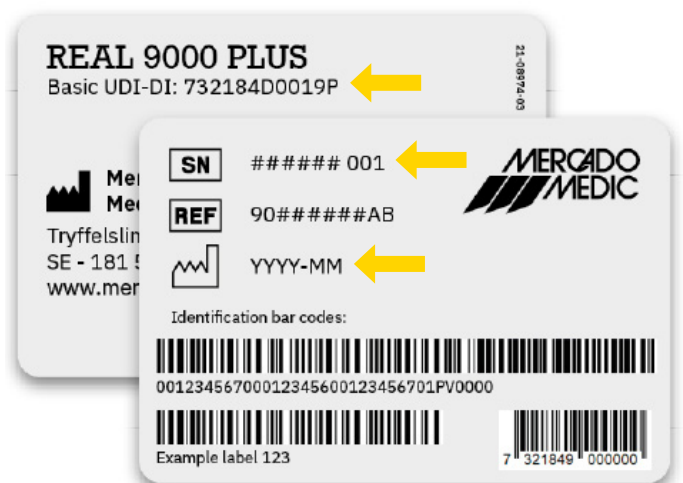 REAL 9000 PLUS
Basic UDI-DI: 732184D0019P
21-08974-03
Tryffelslin
SE - 181
www.mer
SN ###### 001
MERCADO MEDIC
REF 90######AB
YYYY-MM
Identification bar codes:
00123456700012345600123456701PV0000
Example label 123
7 321849 000000